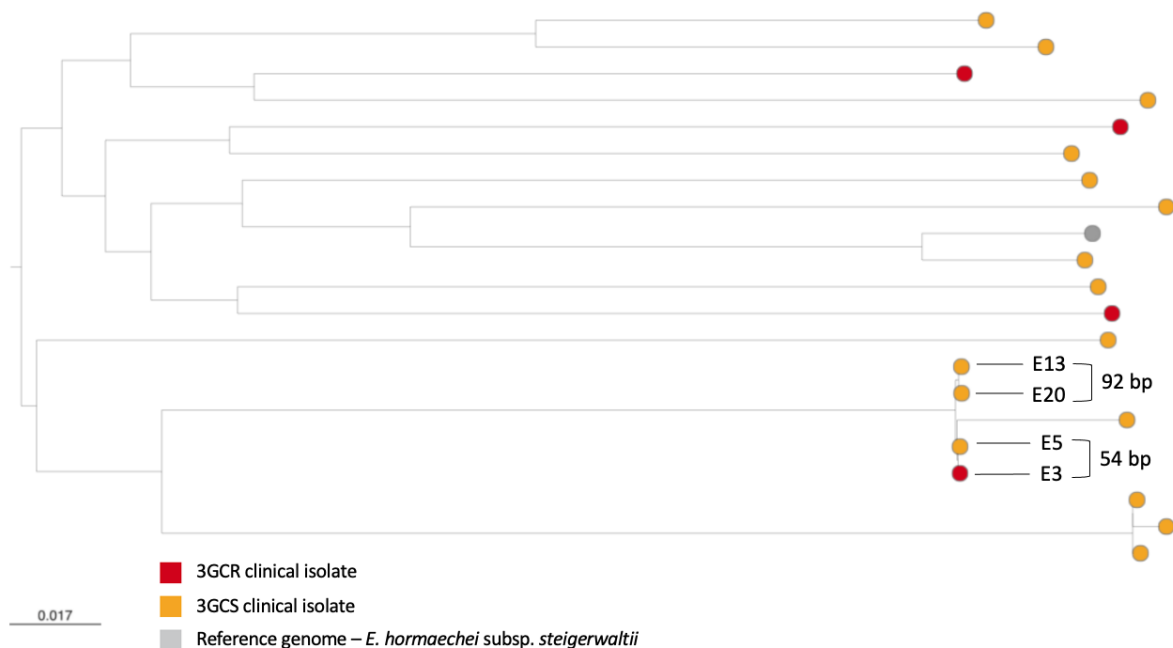 E13
92 bp
E20
E5
54 bp
E3
3GCR clinical isolate
3GCS clinical isolate
0.017
Reference genome – E. hormaechei subsp. steigerwaltii